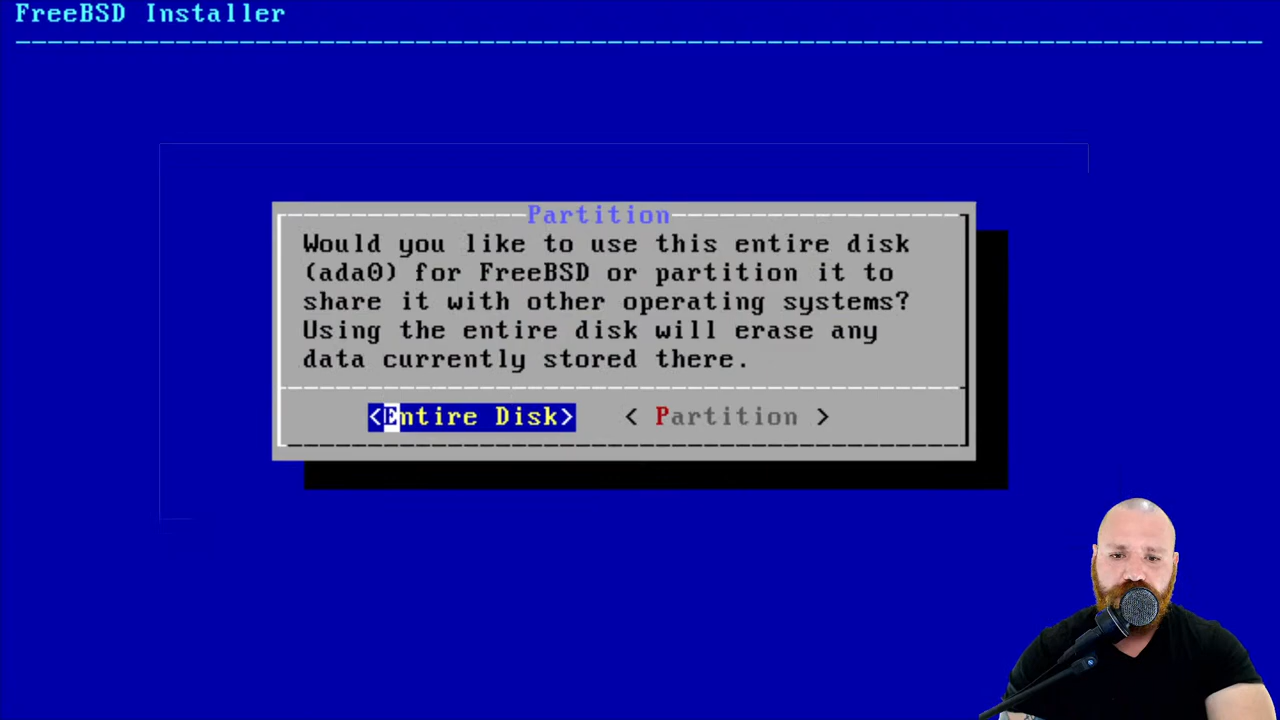 FreeBSD Installer
Partition
Would you like to use this entire disk
(ada0) for FreeBSD or partition it to
share it with other operating systems?
Using the entire disk will erase any
data currently stored there.
<Entire Disk> < Partition >